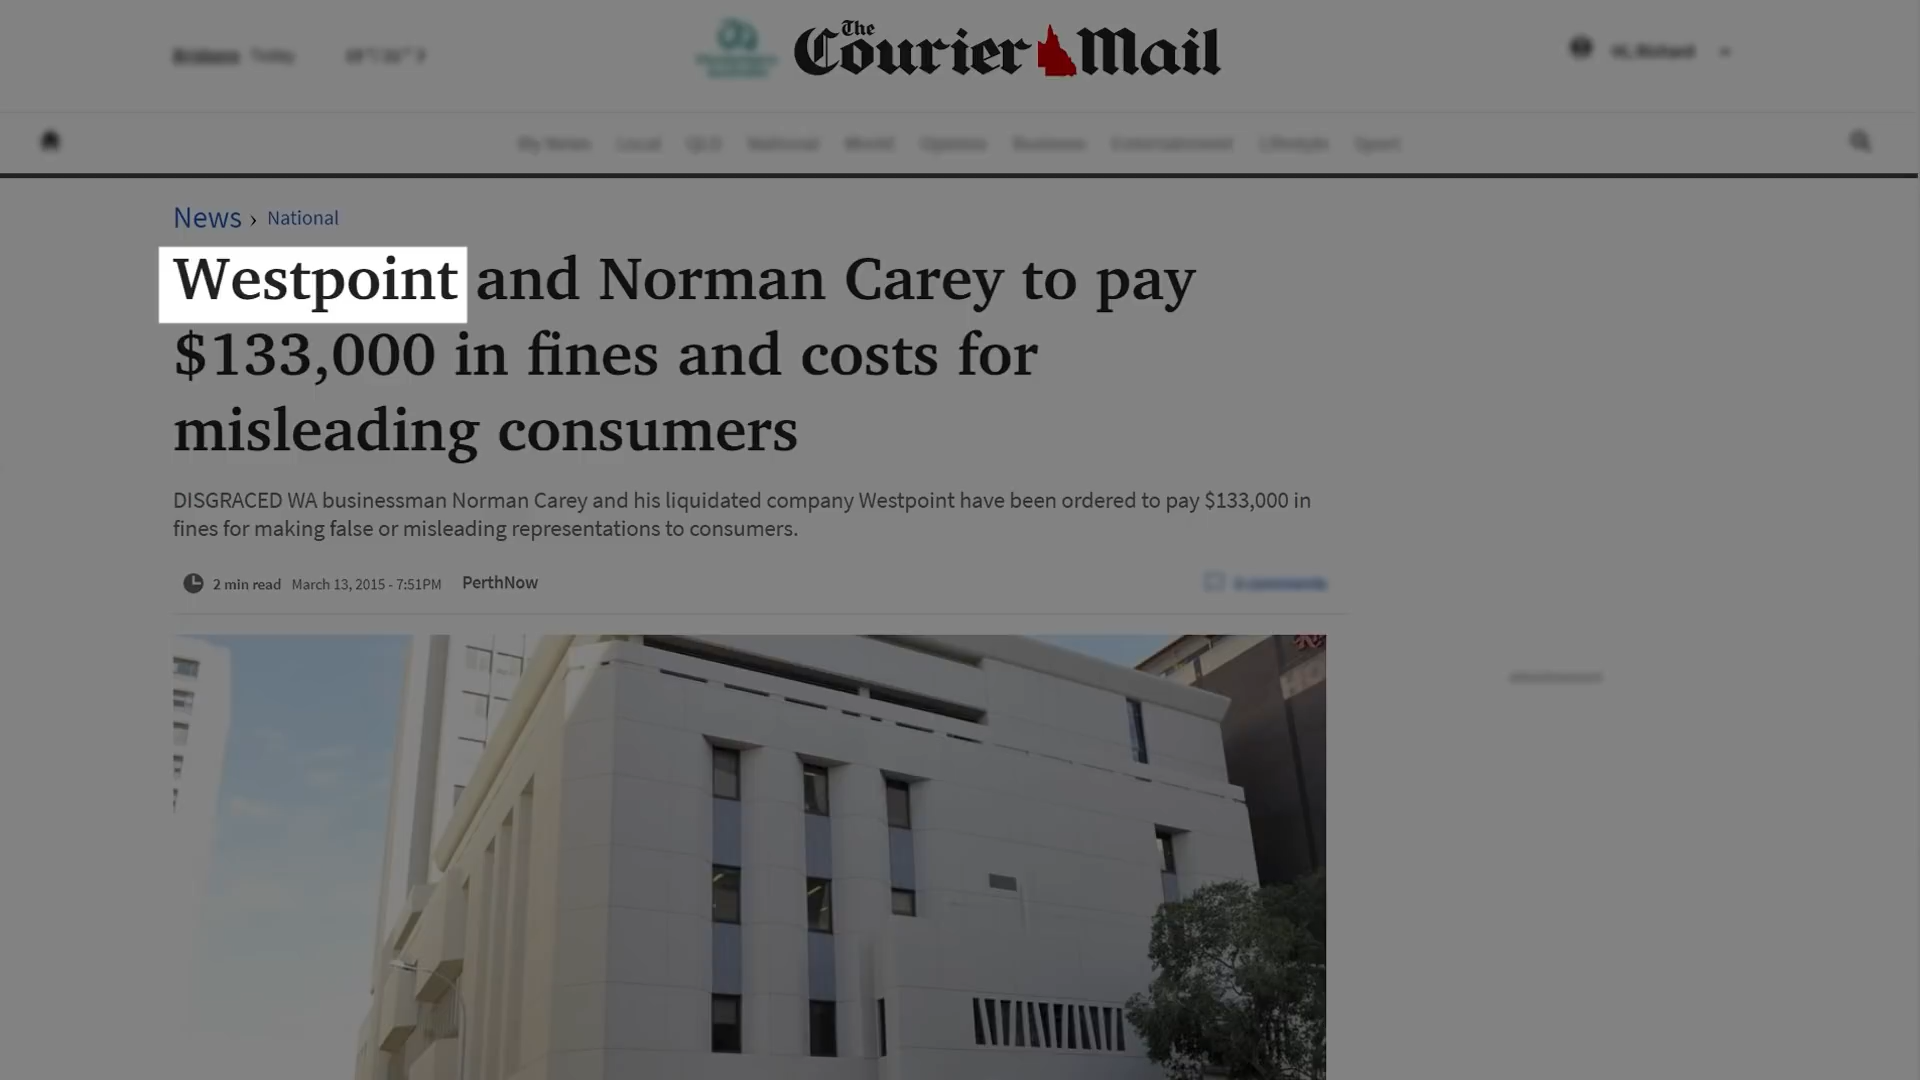 The
Courier Mail
News › National
Westpoint and Norman Carey to pay
$133,000 in fines and costs for
misleading consumers
DISGRACED WA businessman Norman Carey and his liquidated company Westpoint have been ordered to pay $133,000 in
fines for making false or misleading representations to consumers.
2 min read March 13, 2015 - 7:51PM PerthNow